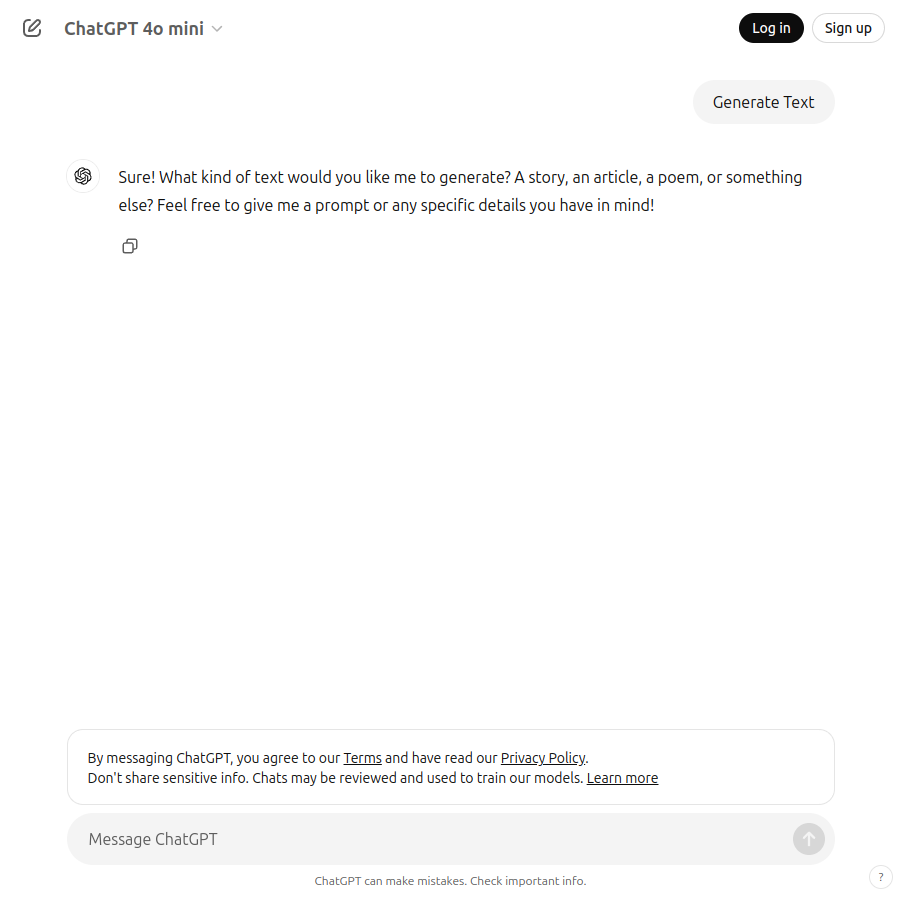 ChatGPT 4o mini
Log in
Sign up
Generate Text
Sure! What kind of text would you like me to generate? A story, an article, a poem, or something
else? Feel free to give me a prompt or any specific details you have in mind!
By messaging ChatGPT, you agree to our Terms and have read our Privacy Policy.
Don't share sensitive info. Chats may be reviewed and used to train our models. Learn more
Message ChatGPT
ChatGPT can make mistakes. Check important info.
?